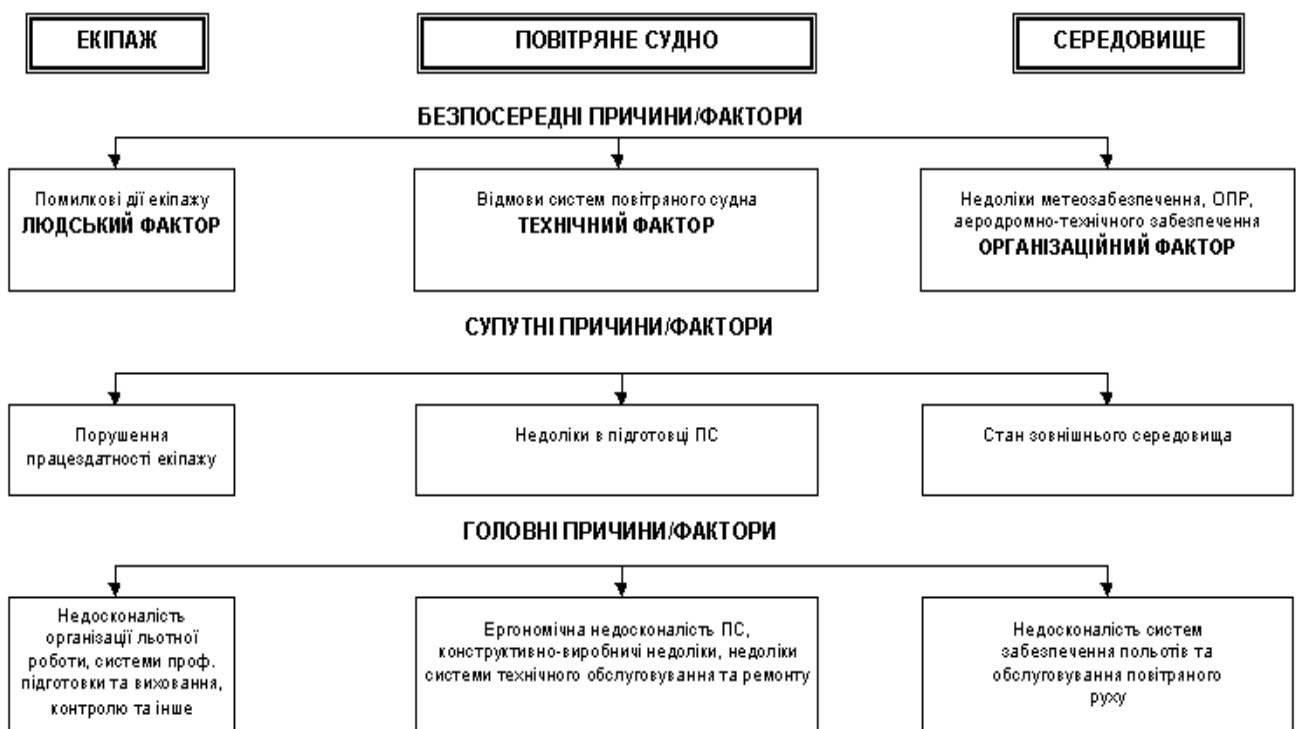 ЕКІПАЖ
ПОВІТРЯНЕ СУДНО
СЕРЕДОВИЩЕ
БЕЗПОСЕРЕДНІ ПРИЧИНИ/ФАКТОРИ
Помилкові дії екіпажу
ЛЮДСЬКИЙ ФАКТОР
Відмови систем повітряного судна
ТЕХНІЧНИЙ ФАКТОР
Недоліки метеозабезпечення, ОПР,
аеродромно-технічного забезпечення
ОРГАНІЗАЦІЙНИЙ ФАКТОР
СУПУТНІ ПРИЧИНИ/ФАКТОРИ
Порушення
працездатності екіпажу
Недоліки в підготовці ПС
Стан зовнішнього середовища
ГОЛОВНІ ПРИЧИНИ/ФАКТОРИ
Недосконалість
організації льотної
роботи, системи проф.
підготовки та виховання,
контролю та інше
Ергономічна недосконалість ПС,
конструктивно-виробничі недоліки, недоліки
системи технічного обслуговування та ремонту
Недосконалість систем
забезпечення польотів та
обслуговування повітряного
руху